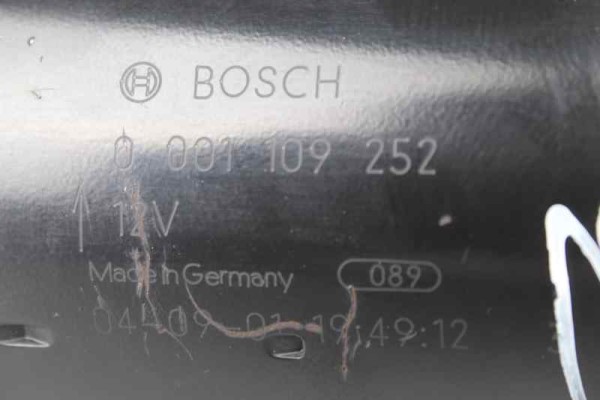 BOSCH
0 001 109 252
12V
Made in Germany 089
04-09-01 19:49:12